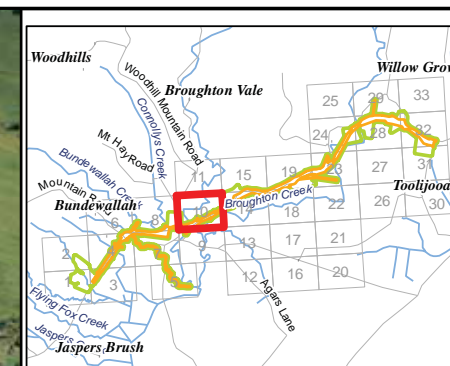 Woodhills
Willow Grov
Broughton Vale
Woodhill Mountain Road
Connollys Creek
Mt HayRoad
Bundewallah Creek
Mountain Road
Bundewallah
Broughton Creek
Toolijooa
Agars Lane
Flying Fox Creek
Jaspers
Jaspers Brush
25
29
33
24
28
32
11
15
19
23
27
31
6
8
10
14
18
22
26
30
2
9
13
17
21
1
3
7
5
12
16
20